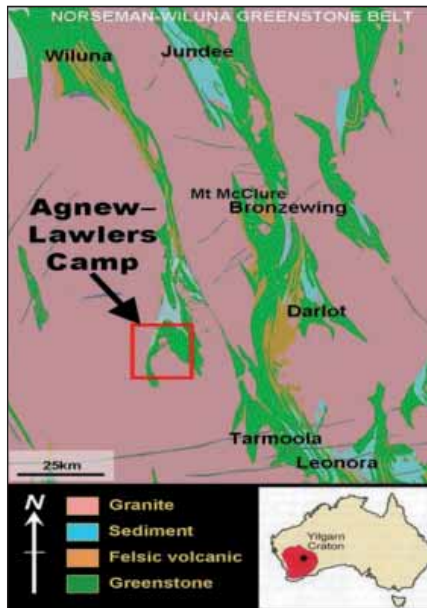 NORSEMAN-WILUNA GREENSTONE BELT
Wiluna
Jundee
Mt McClure
Bronzewing
Agnew–
Lawlers
Camp
Darlot
Tarmoola
Leonora
25km
N
Granite
Sediment
Felsic volcanic
Greenstone
Yilgarn
Craton